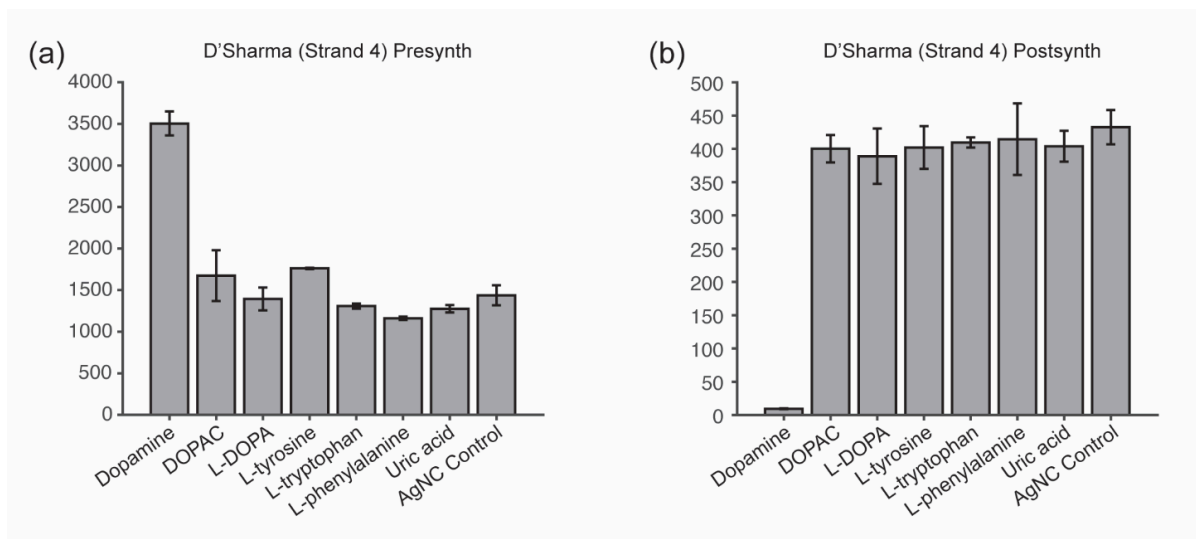 (a)
D'Sharma (Strand 4) Presynth
4000
3500
3000
2500
2000
1500
1000
500
0
Dopamine
DOPAC
L-DOPA
L-tyrosine
L-tryptophan
L-phenylalanine
Uric acid
AgNC Control
(b)
D'Sharma (Strand 4) Postsynth
500
450
400
350
300
250
200
150
100
50
0
Dopamine
DOPAC
L-DOPA
L-tyrosine
L-tryptophan
L-phenylalanine
Uric acid
AgNC Control